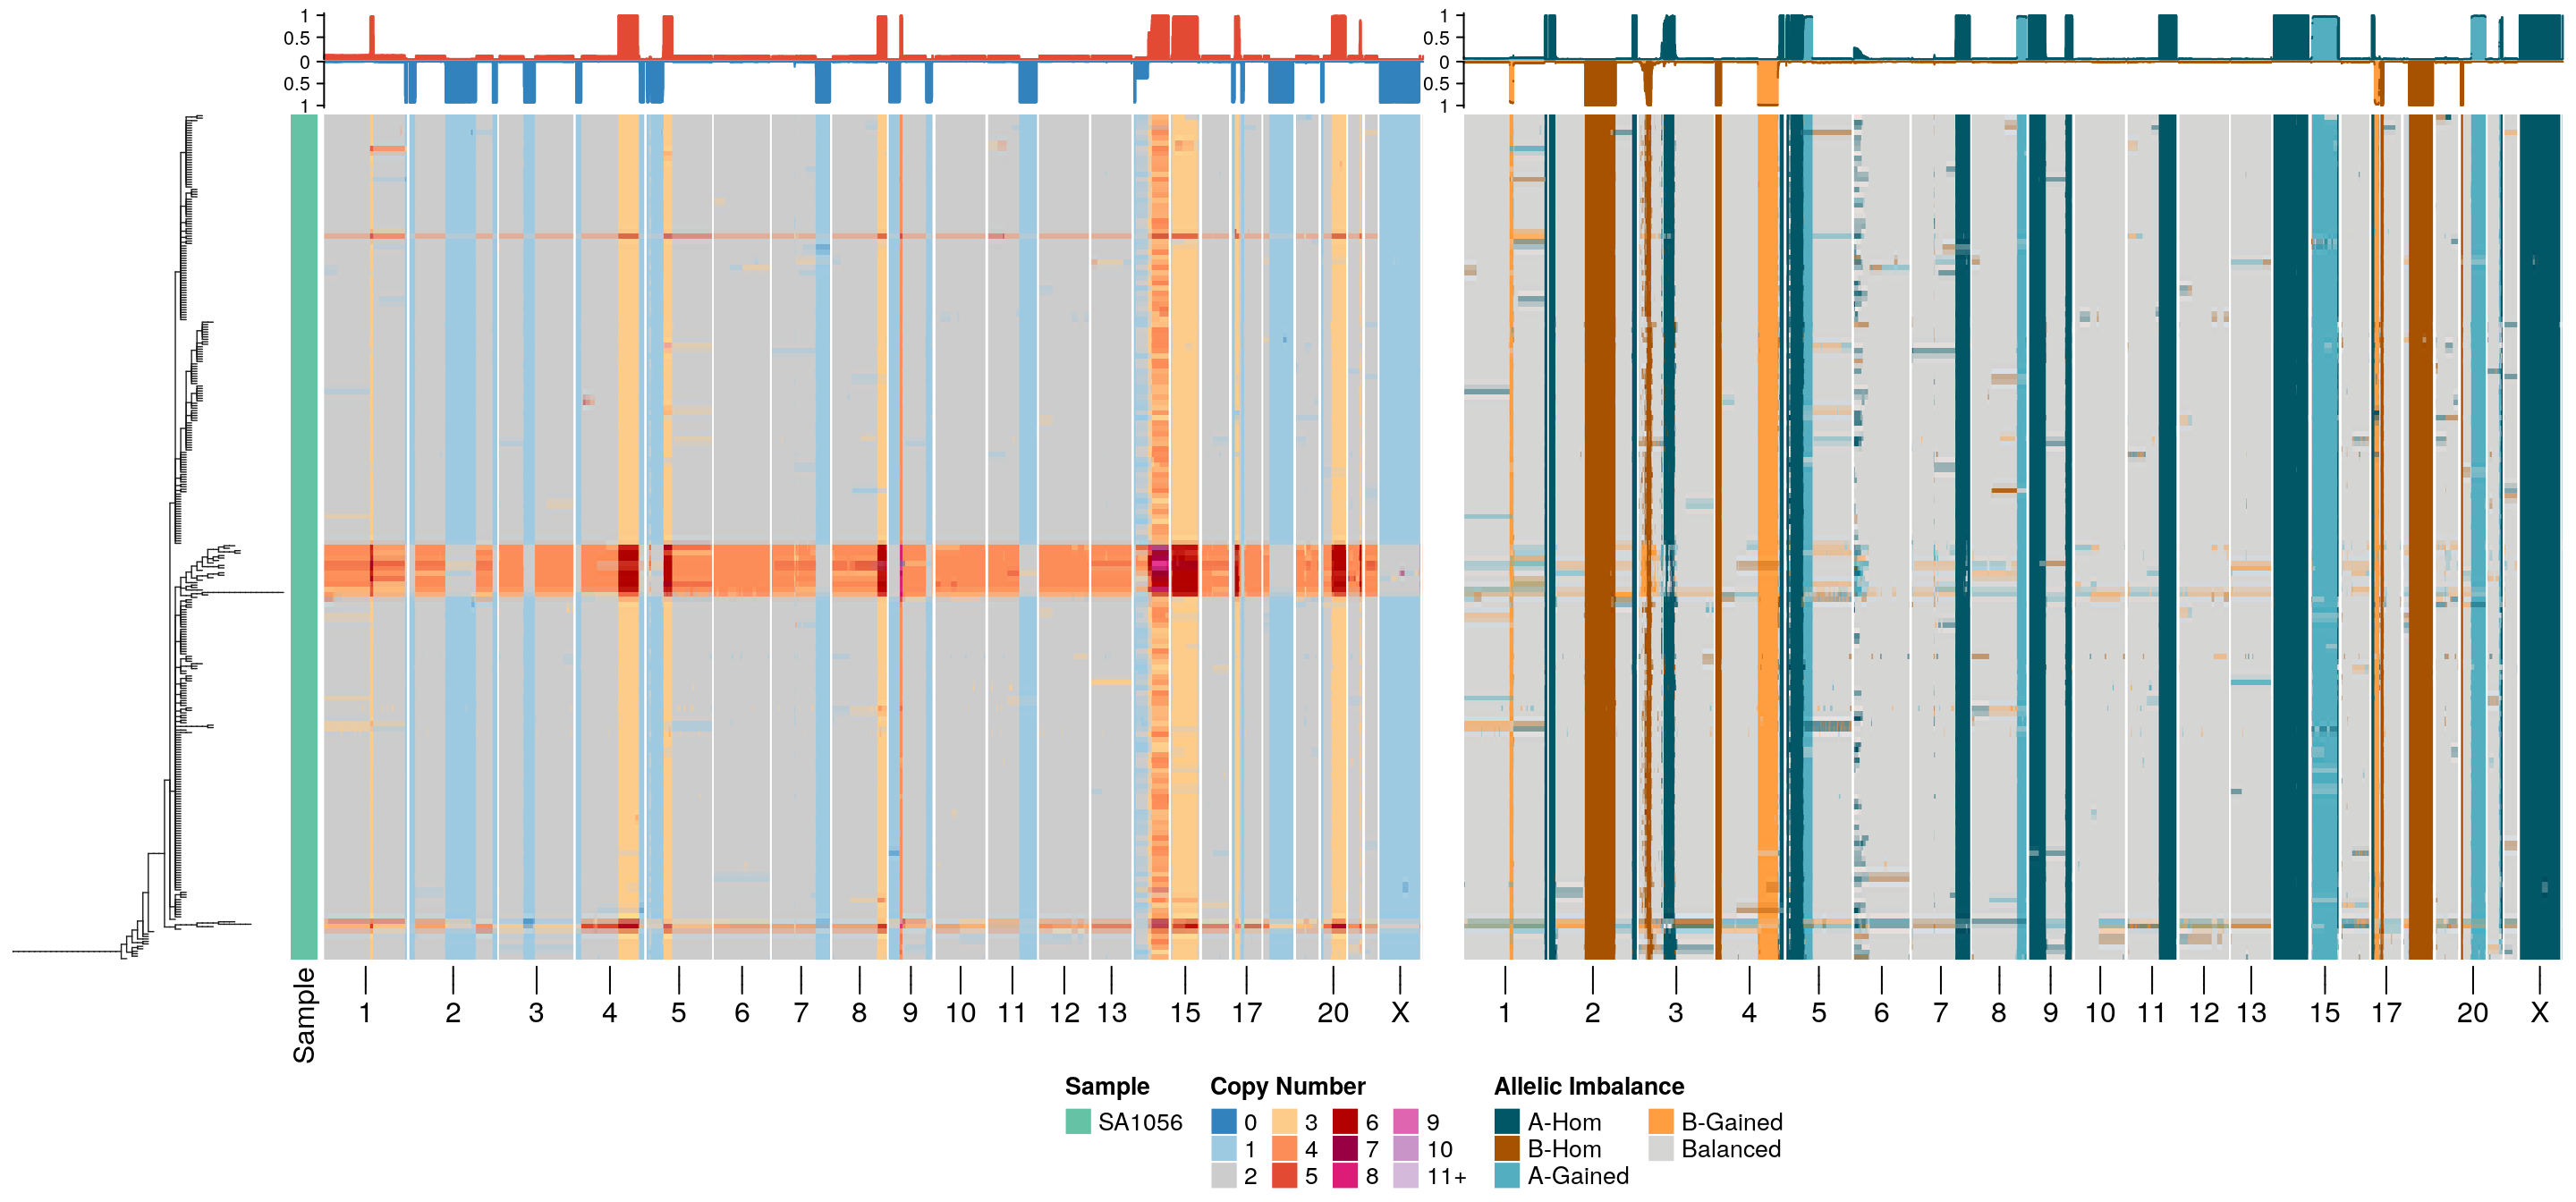 1
0.5
0
0.5
1
1
0.5
0
0.5
1
Sample
1 2 3 4 5 6 7 8 9 10 11 12 13 15 17 20 X
1 2 3 4 5 6 7 8 9 10 11 12 13 15 17 20 X
Sample
SA1056
Copy Number
0 3 6 9
1 4 7 10
2 5 8 11+
Allelic Imbalance
A-Hom B-Gained
B-Hom Balanced
A-Gained